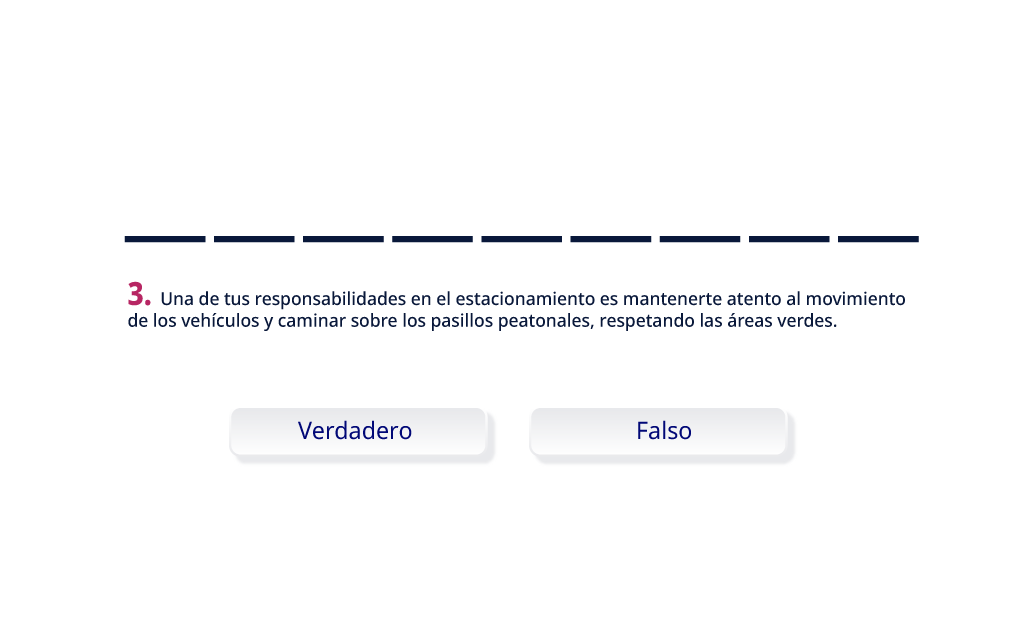 3. Una de tus responsabilidades en el estacionamiento es mantenerte atento al movimiento
de los vehículos y caminar sobre los pasillos peatonales, respetando las áreas verdes.
Verdadero
Falso